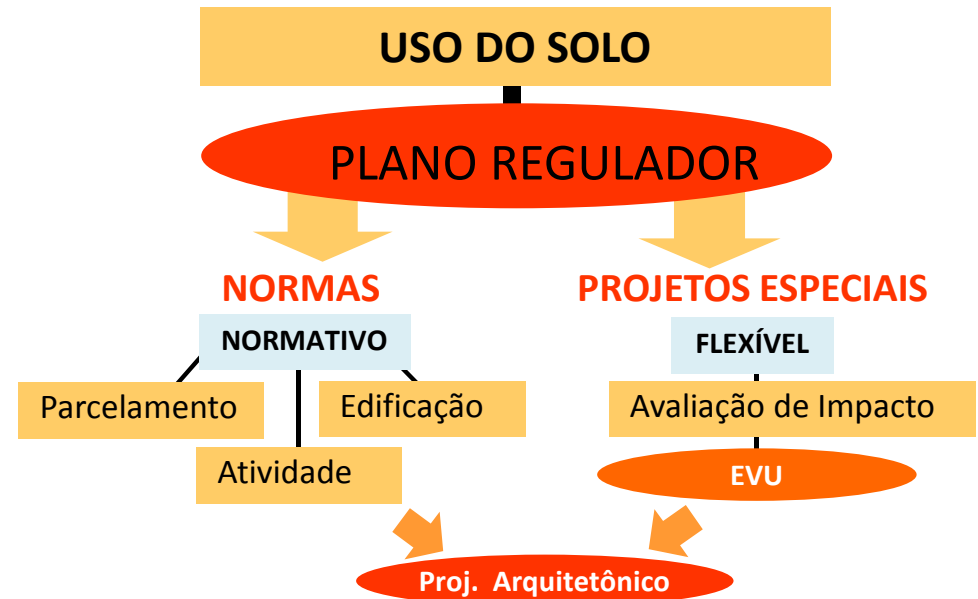 USO DO SOLO
PLANO REGULADOR
NORMAS
NORMATIVO
Parcelamento
Edificação
Atividade
PROJETOS ESPECIAIS
FLEXÍVEL
Avaliação de Impacto
EVU
Proj. Arquitetônico